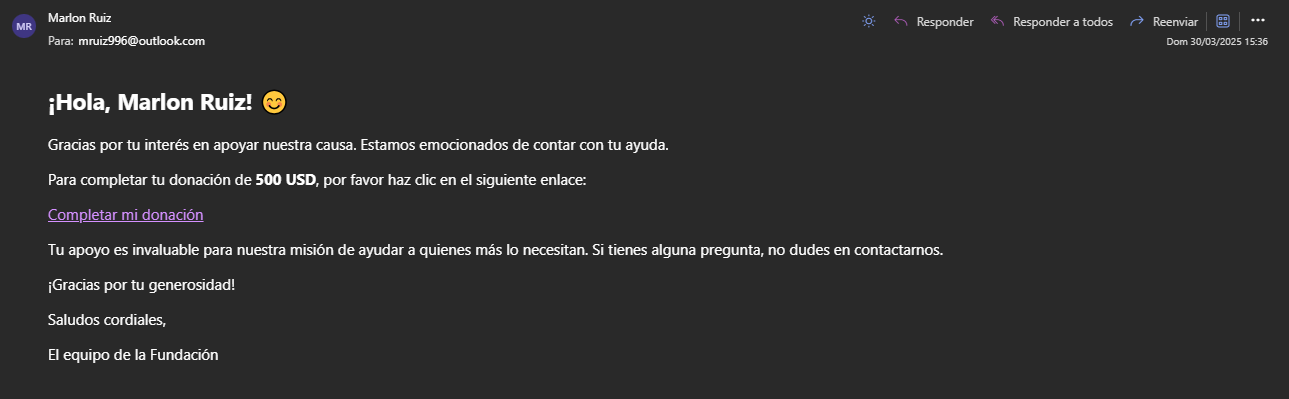 MR
Marlon Ruiz
Para: mruiz996@outlook.com
Responder
Responder a todos
Reenviar
Dom 30/03/2025 15:36
¡Hola, Marlon Ruiz! 😊
Gracias por tu interés en apoyar nuestra causa. Estamos emocionados de contar con tu ayuda.
Para completar tu donación de 500 USD, por favor haz clic en el siguiente enlace:
Completar mi donación
Tu apoyo es invaluable para nuestra misión de ayudar a quienes más lo necesitan. Si tienes alguna pregunta, no dudes en contactarnos.
¡Gracias por tu generosidad!
Saludos cordiales,
El equipo de la Fundación